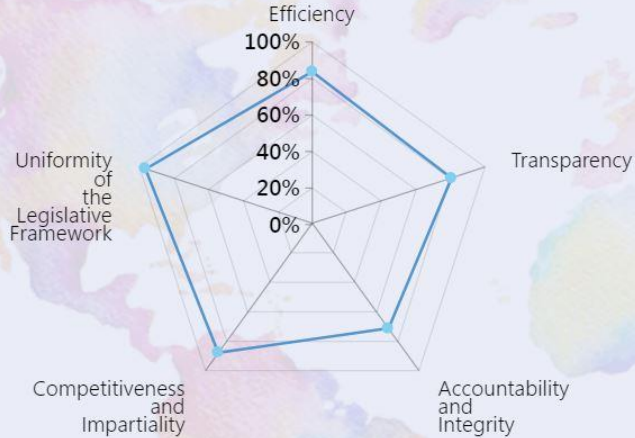 Efficiency
100%
80%
60%
40%
20%
0%
Transparency
Uniformity
of
the
Legislative
Framework
Competitiveness
and
Impartiality
Accountability
and
Integrity